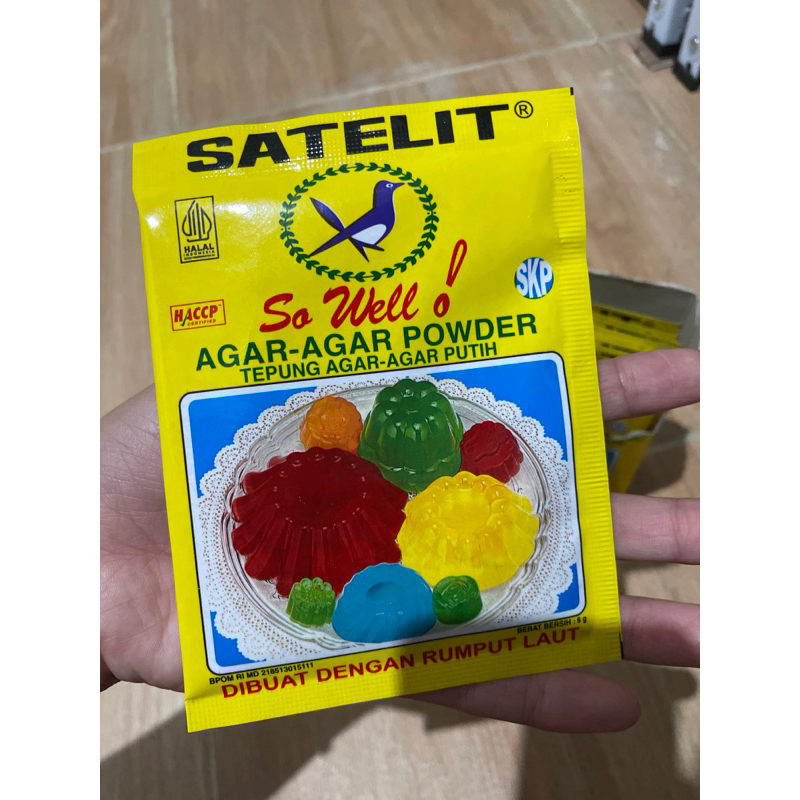 SATELIT®
HALAL
INDONESIA
SKP
HACCP
CERTIFIED
So Well!
AGAR-AGAR POWDER
TEPUNG AGAR-AGAR PUTIH
BERAT BERSIH : 6 g
BPOM RI MD 218513015111
DIBUAT DENGAN RUMPUT LAUT